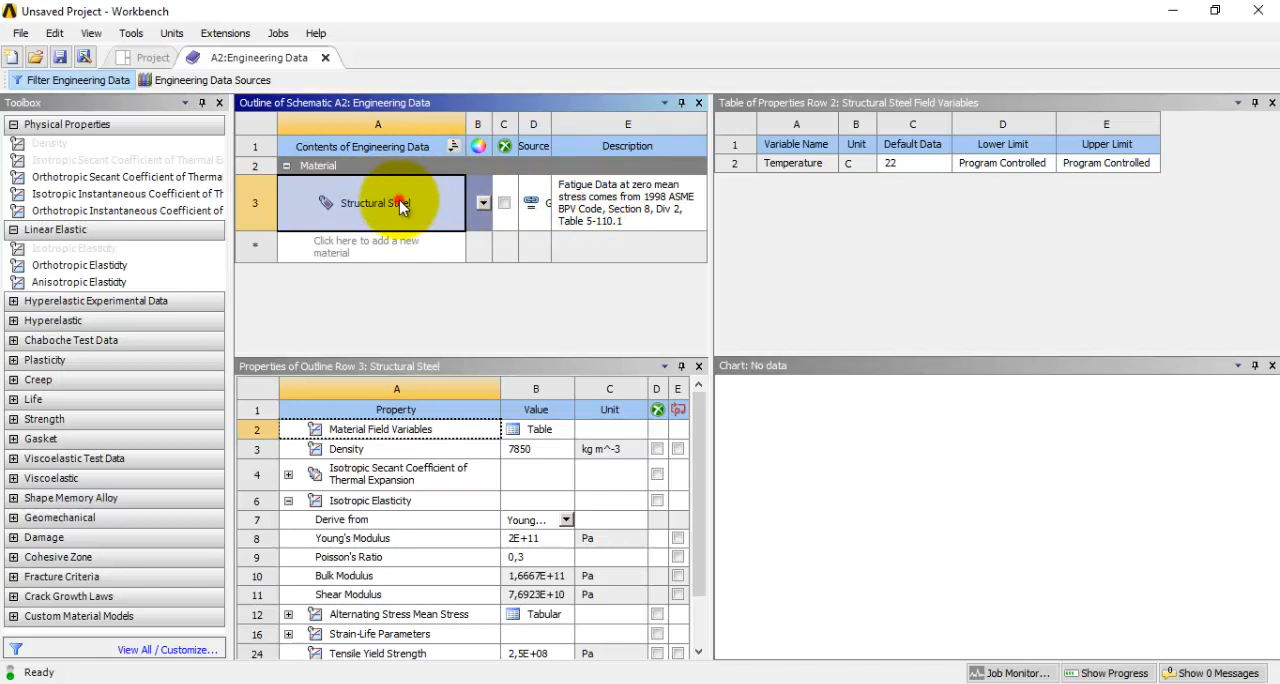 Unsaved Project - Workbench
File Edit View Tools Units Extensions Jobs Help
Project A2:Engineering Data
Filter Engineering Data Engineering Data Sources
Toolbox
Physical Properties
Density
Isotropic Secant Coefficient of Thermal E
Orthotropic Secant Coefficient of Therma
Isotropic Instantaneous Coefficient of Th
Orthotropic Instantaneous Coefficient of
Linear Elastic
Isotropic Elasticity
Orthotropic Elasticity
Anisotropic Elasticity
Hyperelastic Experimental Data
Hyperelastic
Chaboche Test Data
Plasticity
Creep
Life
Strength
Gasket
Viscoelastic Test Data
Viscoelastic
Shape Memory Alloy
Geomechanical
Damage
Cohesive Zone
Fracture Criteria
Crack Growth Laws
Custom Material Models
View All / Customize...
Outline of Schematic A2: Engineering Data
A B C D E
1 Contents of Engineering Data Source Description
2 Material
3 Structural Steel G
Fatigue Data at zero mean
stress comes from 1998 ASME
BPV Code, Section 8, Div 2,
Table 5-110.1
* Click here to add a new
material
Properties of Outline Row 3: Structural Steel
A B C D E
1 Property Value Unit
2 Material Field Variables Table
3 Density 7850 kg m^-3
4 Isotropic Secant Coefficient of
Thermal Expansion
6 Isotropic Elasticity
7 Derive from Young...
8 Young's Modulus 2E+11 Pa
9 Poisson's Ratio 0,3
10 Bulk Modulus 1,6667E+11 Pa
11 Shear Modulus 7,6923E+10 Pa
12 Alternating Stress Mean Stress Tabular
16 Strain-Life Parameters
24 Tensile Yield Strength 2,5E+08 Pa
Table of Properties Row 2: Structural Steel Field Variables
A B C D E
1 Variable Name Unit Default Data Lower Limit Upper Limit
2 Temperature C 22 Program Controlled Program Controlled
Chart: No data
Ready
Job Monitor... Show Progress Show 0 Messages